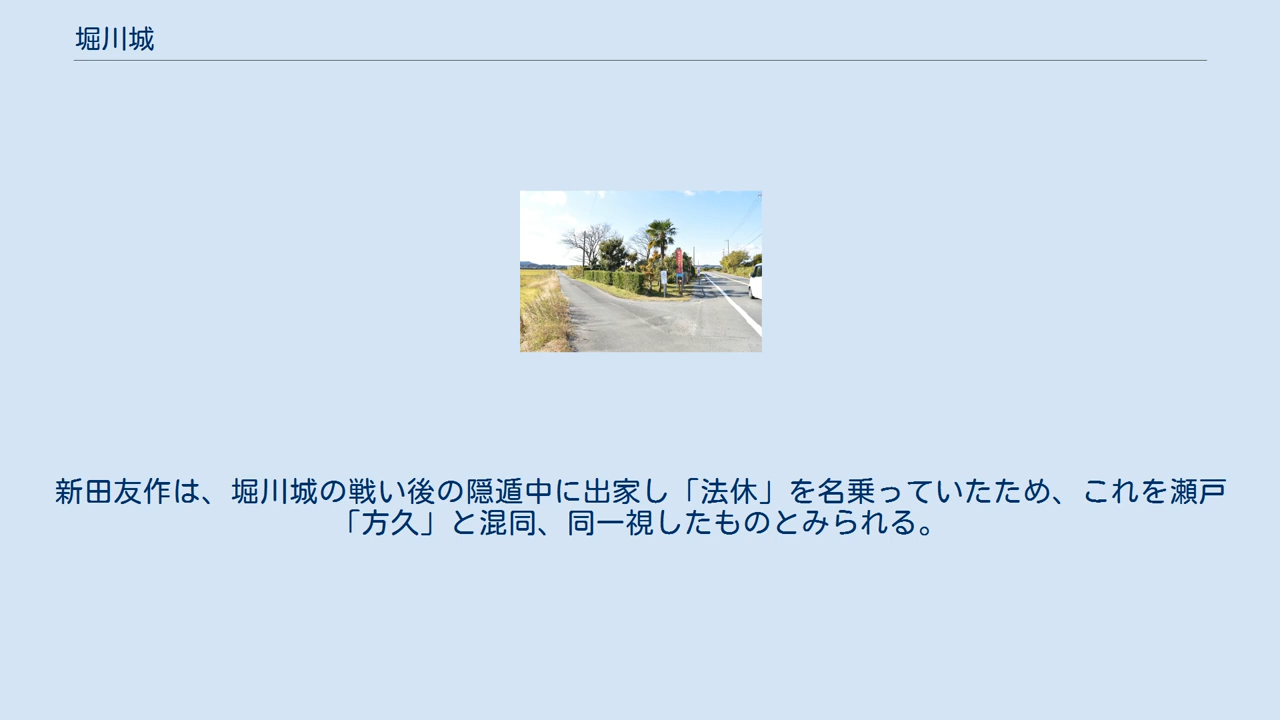 堀川城
新田友作は、堀川城の戦い後の隠遁中に出家し「法休」を名乗っていたため、これを瀬戸
「方久」と混同、同一視したものとみられる。